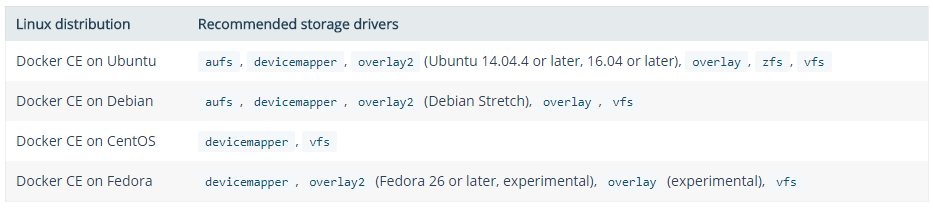 Linux distribution Recommended storage drivers
Docker CE on Ubuntu aufs , devicemapper , overlay2 (Ubuntu 14.04.4 or later, 16.04 or later), overlay , zfs , vfs
Docker CE on Debian aufs , devicemapper , overlay2 (Debian Stretch), overlay , vfs
Docker CE on CentOS devicemapper , vfs
Docker CE on Fedora devicemapper , overlay2 (Fedora 26 or later, experimental), overlay (experimental), vfs